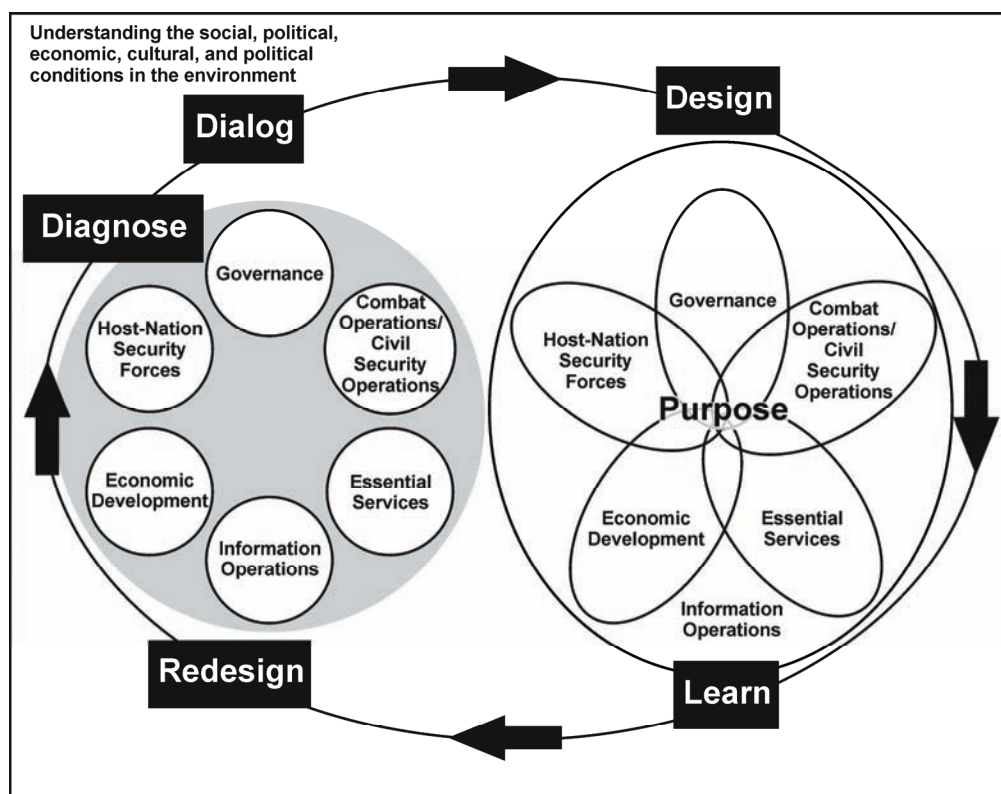 Understanding the social, political,
economic, cultural, and political
conditions in the environment
Dialog
Design
Diagnose
Governance
Host-Nation
Security
Forces
Combat
Operations/
Civil
Security
Operations
Economic
Development
Essential
Services
Information
Operations
Governance
Host-Nation
Security
Forces
Combat
Operations/
Civil
Security
Operations
Purpose
Economic
Development
Essential
Services
Information
Operations
Redesign
Learn